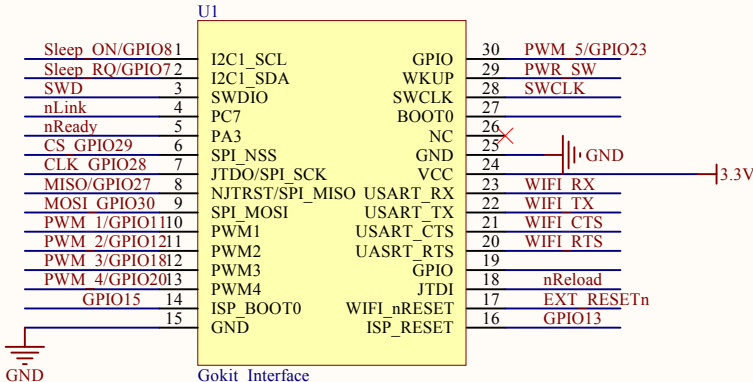 U1
Sleep_ON/GPIO8 1 I2C1_SCL GPIO 30 PWM_5/GPIO23
Sleep_RQ/GPIO7 2 I2C1_SDA WKUP 29 PWR_SW
SWD 3 SWDIO SWCLK 28 SWCLK
nLink 4 PC7 BOOT0 27
nReady 5 PA3 NC 26
CS_GPIO29 6 SPI_NSS GND 25 GND
CLK_GPIO28 7 JTDO/SPI_SCK VCC 24 3.3V
MISO/GPIO27 8 NJTRST/SPI_MISO USART_RX 23 WIFI_RX
MOSI_GPIO30 9 SPI_MOSI USART_TX 22 WIFI_TX
PWM_1/GPIO11 10 PWM1 USART_CTS 21 WIFI_CTS
PWM_2/GPIO12 11 PWM2 UASRT_RTS 20 WIFI_RTS
PWM_3/GPIO18 12 PWM3 GPIO 19
PWM_4/GPIO20 13 PWM4 JTDI 18 nReload
GPIO15 14 ISP_BOOT0 WIFI_nRESET 17 EXT_RESETn
15 GND ISP_RESET 16 GPIO13
GND
Gokit_Interface